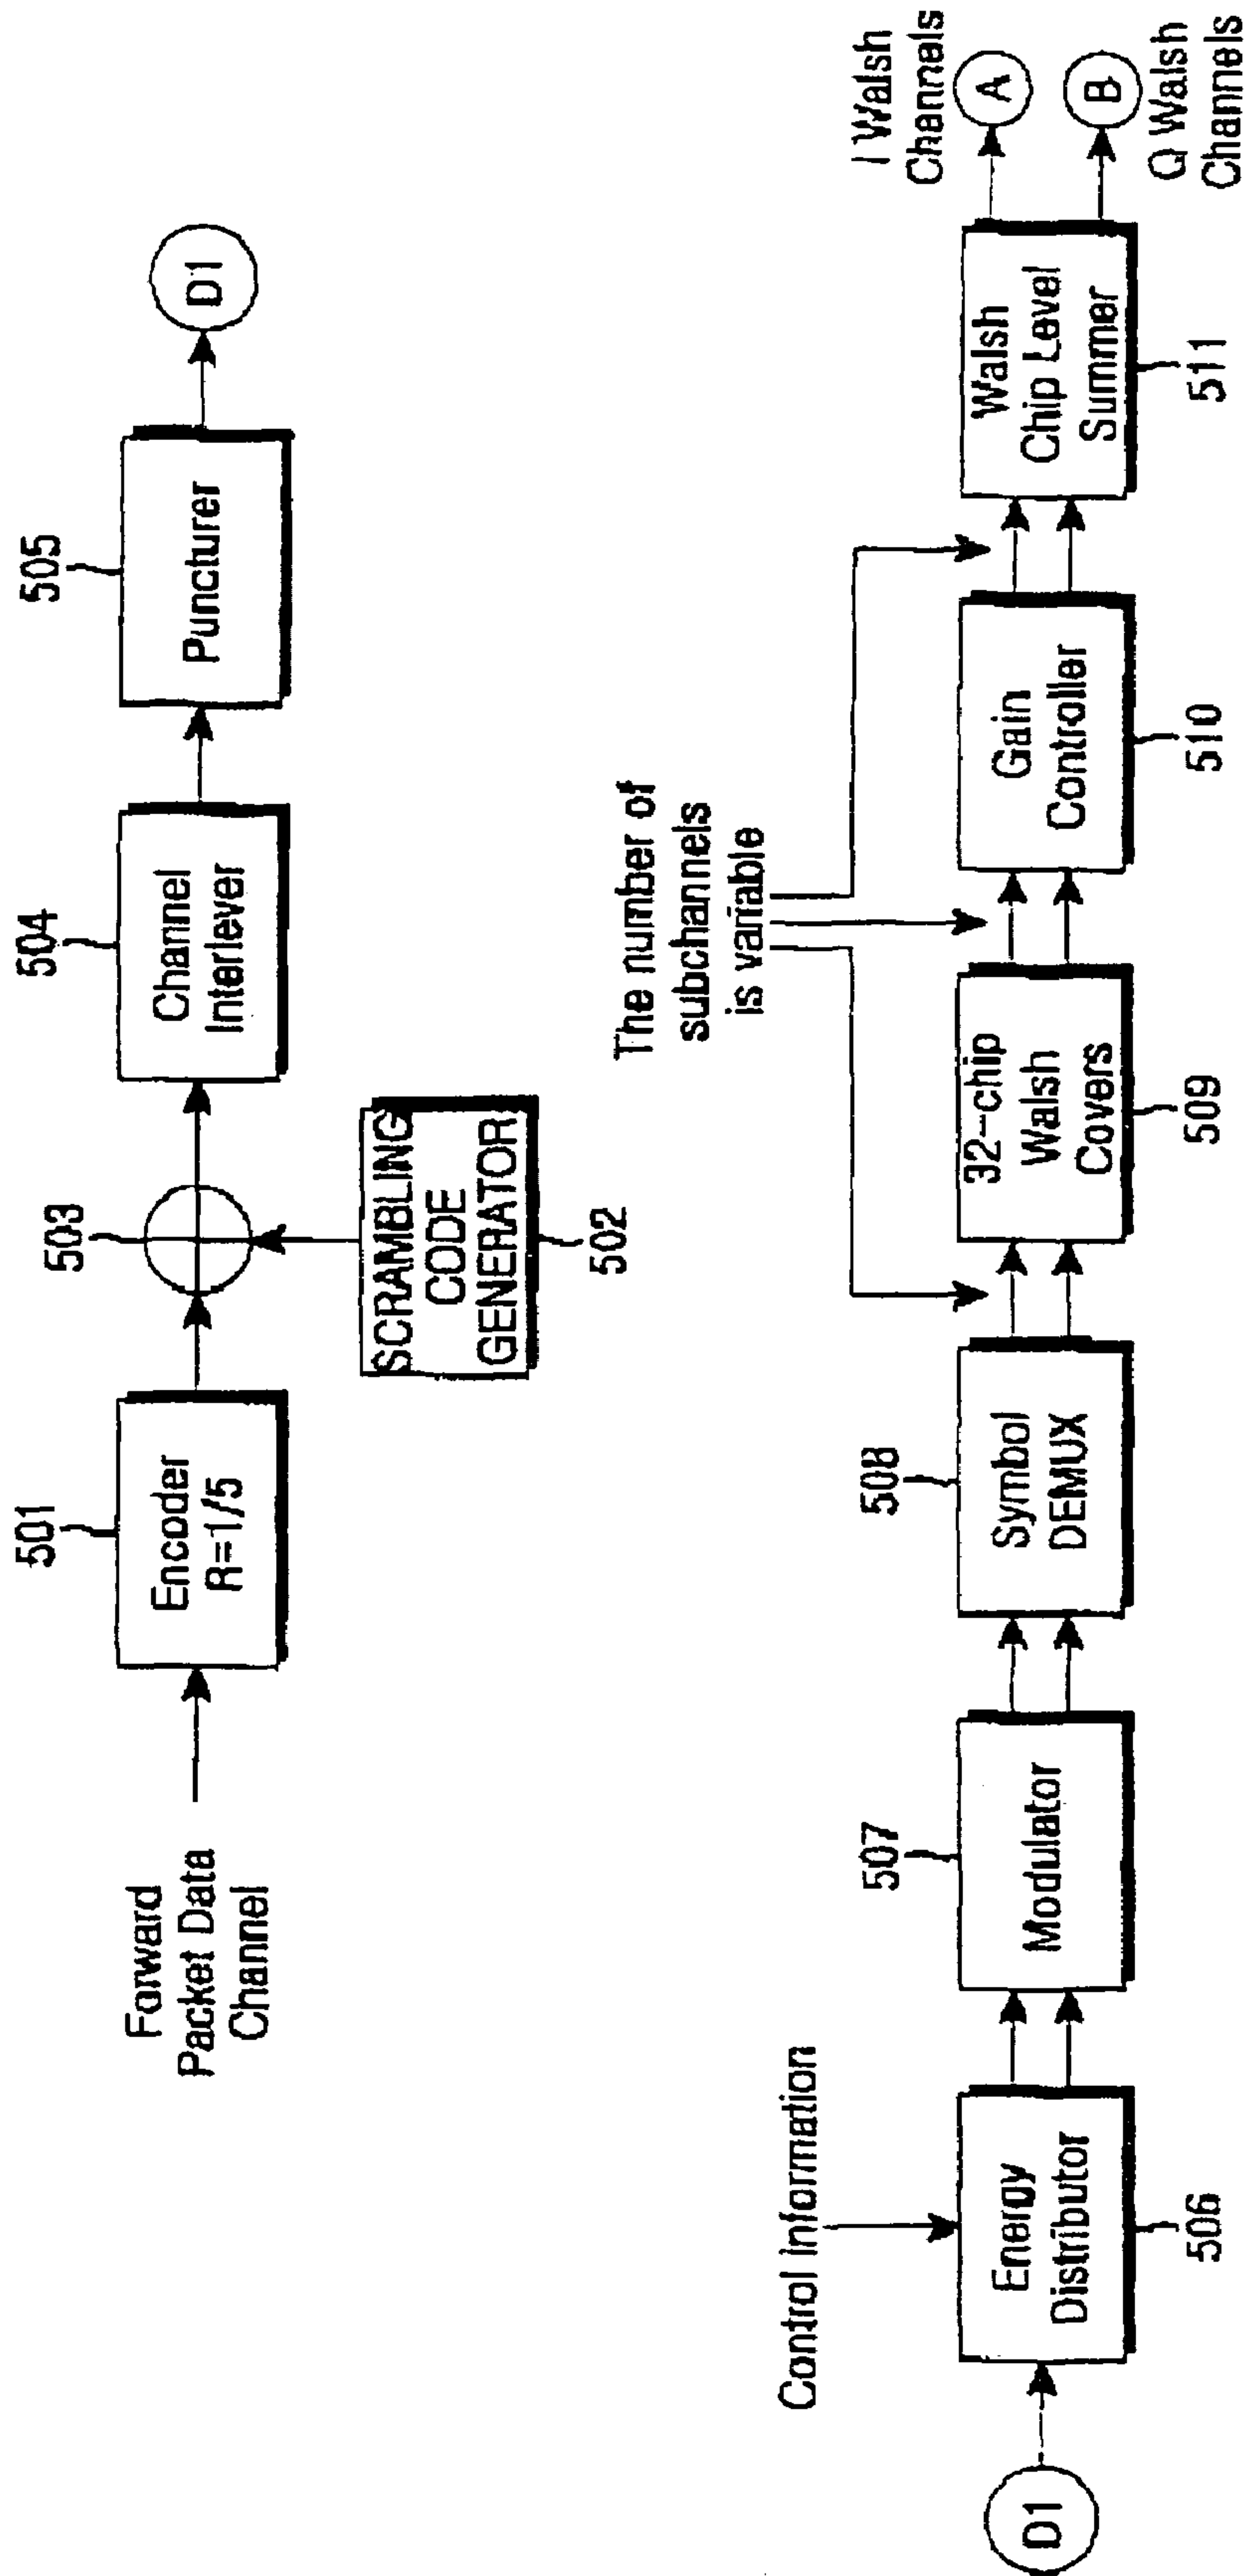 Forward
Packet Data
Channel
501
Encoder
R=1/5
503
SCRAMBLING
CODE
GENERATOR
502
504
Channel
Interlever
505
Puncturer
D1
D1
Control Information
Energy
Distributor
506
507
Modulator
508
Symbol
DEMUX
The number of
subchannels
is variable
32-chip
Walsh
Covers
509
Gain
Controller
510
Walsh
Chip Level
Summer
511
I Walsh
Channels
A
B
Q Walsh
Channels